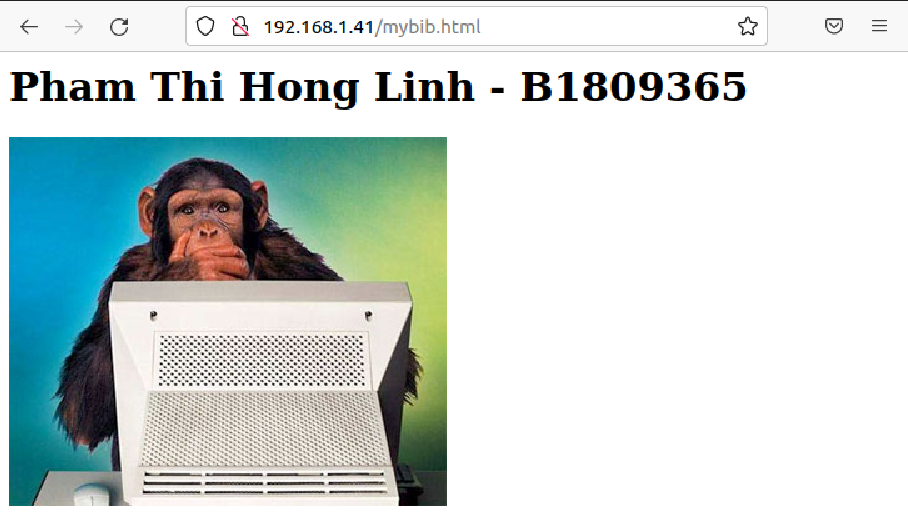 192.168.1.41/mybib.html
Pham Thi Hong Linh - B1809365